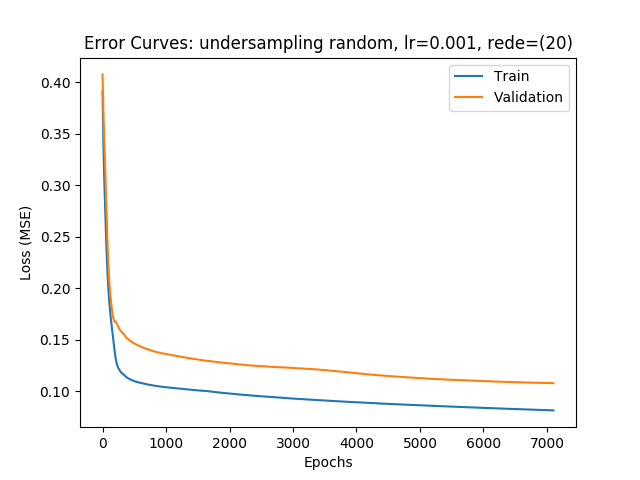 Error Curves: undersampling random, lr=0.001, rede=(20)
Train
Validation
0.40
0.35
0.30
0.25
0.20
0.15
0.10
Loss (MSE)
0 1000 2000 3000 4000 5000 6000 7000
Epochs